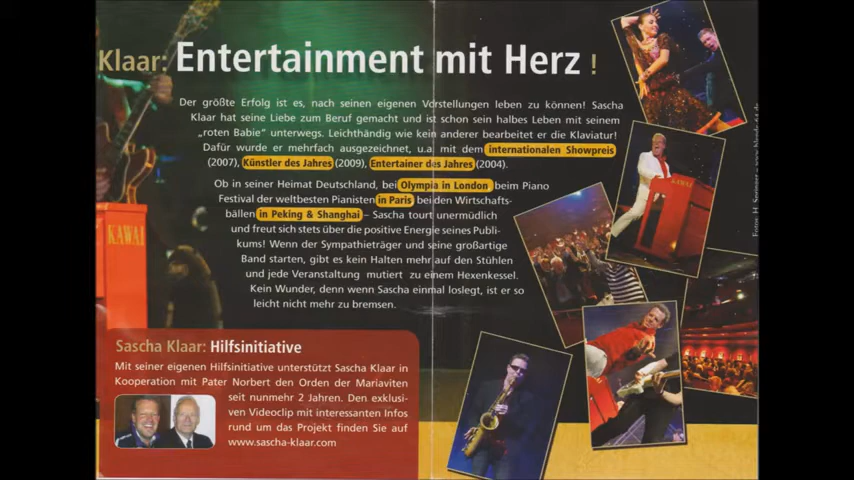 Klaar: Entertainment mit Herz !
Der größte Erfolg ist es, nach seinen eigenen Vorstellungen leben zu können! Sascha
Klaar hat seine Liebe zum Beruf gemacht und ist schon sein halbes Leben mit seinem
„roten Babie“ unterwegs. Leichthändig wie kein anderer bearbeitet er die Klaviatur!
Dafür wurde er mehrfach ausgezeichnet, u.a. mit dem internationalen Showpreis
(2007), Künstler des Jahres (2009), Entertainer des Jahres (2004).
Ob in seiner Heimat Deutschland, bei Olympia in London beim Piano
Festival der weltbesten Pianisten in Paris bei den Wirtschafts-
bällen in Peking & Shanghai – Sascha tourt unermüdlich
und freut sich stets über die positive Energie seines Publi-
kums! Wenn der Sympathieträger und seine großartige
Band starten, gibt es kein Halten mehr auf den Stühlen
und jede Veranstaltung mutiert zu einem Hexenkessel.
Kein Wunder, denn wenn Sascha einmal loslegt, ist er so
leicht nicht mehr zu bremsen.
KAWAI
KAWAI
Sascha Klaar: Hilfsinitiative
Mit seiner eigenen Hilfsinitiative unterstützt Sascha Klaar in
Kooperation mit Pater Norbert den Orden der Mariaviten
seit nunmehr 2 Jahren. Den exklusi-
ven Videoclip mit interessanten Infos
rund um das Projekt finden Sie auf
www.sascha-klaar.com